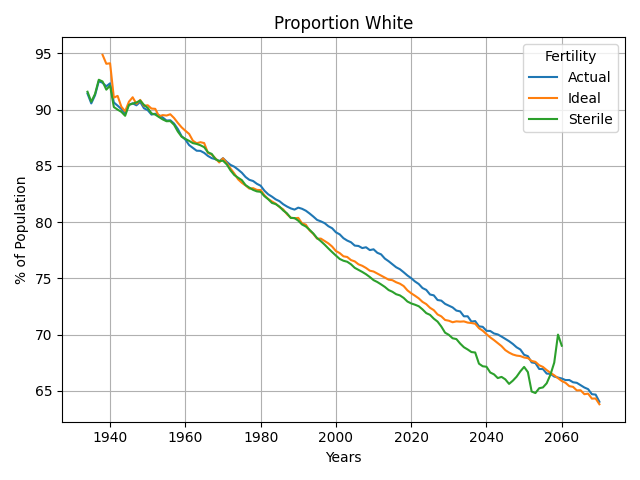 Proportion White
Fertility
Actual
Ideal
Sterile
% of Population
95
90
85
80
75
70
65
1940
1960
1980
2000
2020
2040
2060
Years